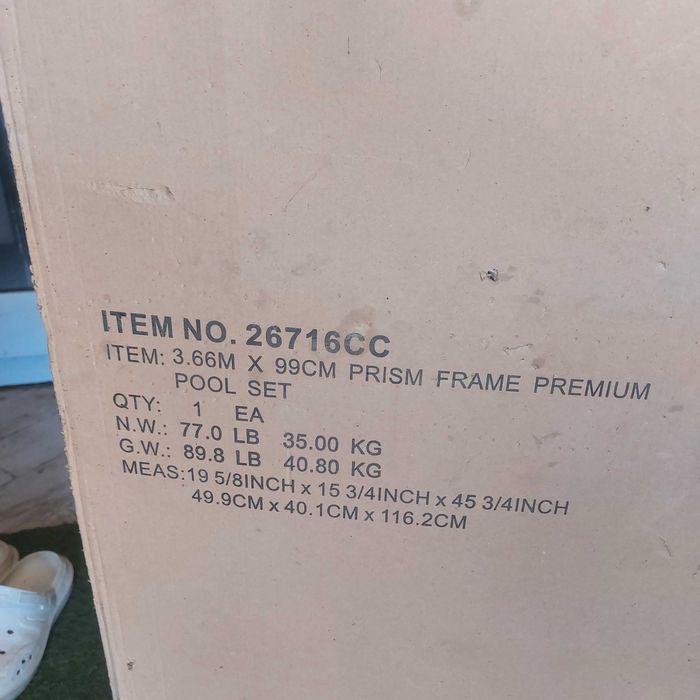 ITEM NO. 26716CC
ITEM: 3.66M X 99CM PRISM FRAME PREMIUM
POOL SET
QTY: 1 EA
N.W.: 77.0 LB 35.00 KG
G.W.: 89.8 LB 40.80 KG
MEAS:19 5/8INCH x 15 3/4INCH x 45 3/4INCH
49.9CM x 40.1CM x 116.2CM